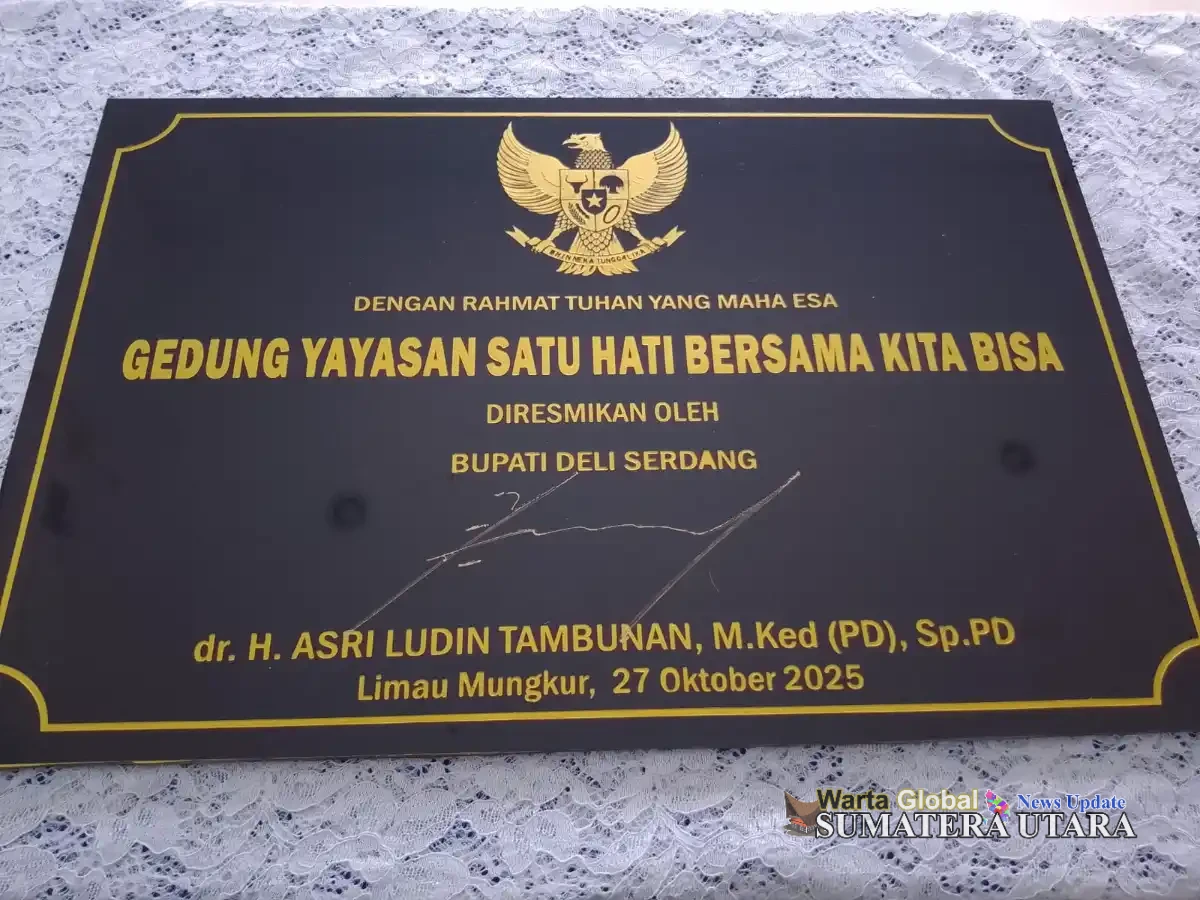 BHINNEKA TUNGGAL IKA
DENGAN RAHMAT TUHAN YANG MAHA ESA
GEDUNG YAYASAN SATU HATI BERSAMA KITA BISA
DIRESMIKAN OLEH
BUPATI DELI SERDANG
dr. H. ASRI LUDIN TAMBUNAN, M.Ked (PD), Sp.PD
Limau Mungkur, 27 Oktober 2025
Warta Global News Update
SUMATERA UTARA